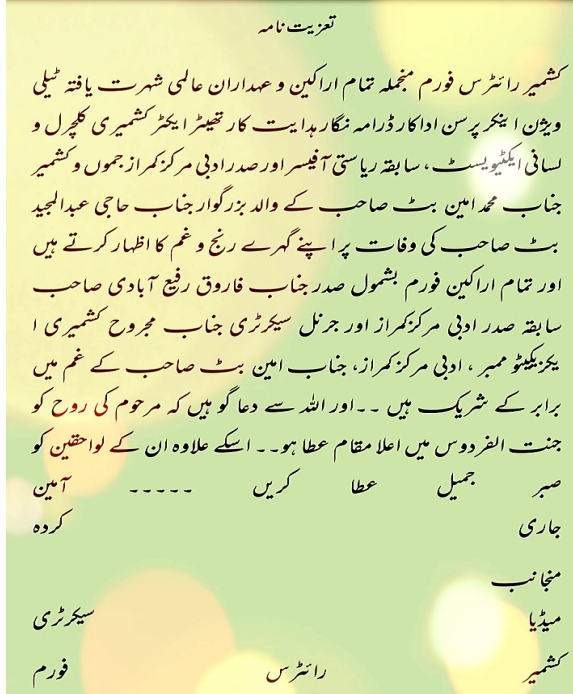 تعزیت نامہ
کشمیر رائٹرس فورم منجملہ تمام اراکین و عہداران عالمی شہرت یافتہ ٹیلی
ویژن اینکر پرسن اداکار ڈرامہ نگار ہدایت کار تھیٹر ایکٹر کشمیری کلچرل و
لسانی ایکٹیویسٹ، سابقہ ریاستی آفیسر اور صدر ادبی مرکز کمراز جموں و کشمیر
جناب محمد امین بٹ صاحب کے والد بزرگوار جناب حاجی عبدالمجید
بٹ صاحب کی وفات پر اپنے گہرے رنج و غم کا اظہار کرتے ہیں
اور تمام اراکین فورم بشمول صدر جناب فاروق رفیع آبادی صاحب
سابقہ صدر ادبی مرکز کمراز اور جرنل سیکرٹری جناب مجروح کشمیری ا
یکزیکیٹو ممبر ، ادبی مرکز کمراز، جناب امین بٹ صاحب کے غم میں
برابر کے شریک ہیں ۔۔اور اللہ سے دعا گو ہیں کہ مرحوم کی روح کو
جنت الفردوس میں اعلا مقام عطا ہو۔۔ اسکے علاوہ ان کے لواحقین کو
صبر جمیل عطا کریں ۔۔۔۔۔ آمین
جاری کردہ
منجانب
میڈیا سیکرٹری
کشمیر رائٹرس فورم